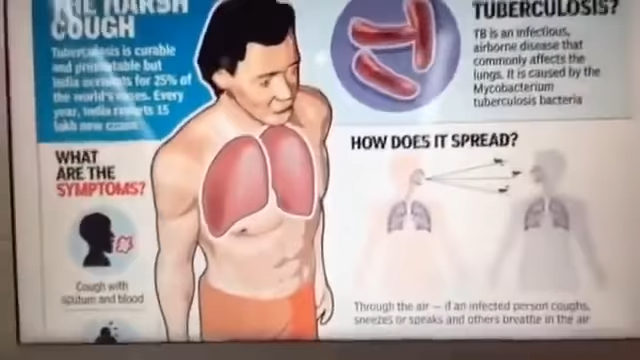 THE HARSH
COUGH
Tuberculosis is curable
and preventable but
India accounts for 25% of
the world's cases. Every
year, India reports 15
lakh new cases
WHAT
ARE THE
SYMPTOMS?
Cough with
sputum and blood
TUBERCULOSIS?
TB is an infectious,
airborne disease that
commonly affects the
lungs. It is caused by the
Mycobacterium
tuberculosis bacteria
HOW DOES IT SPREAD?
Through the air — if an infected person coughs,
sneezes or speaks and others breathe in the air